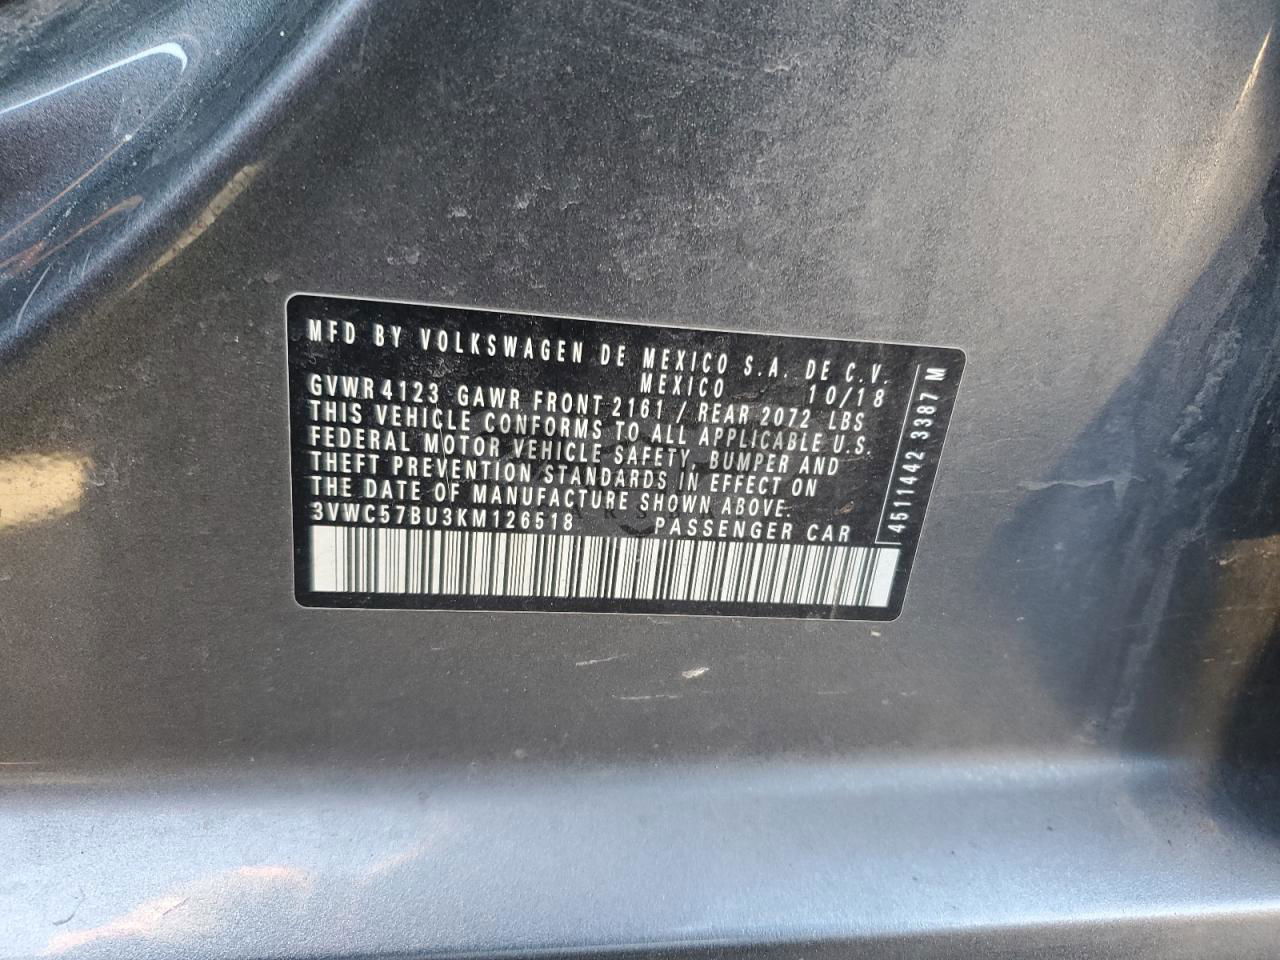 MFD BY VOLKSWAGEN DE MEXICO S.A. DE C.V.
MEXICO 10/18
GVWR 4123 GAWR FRONT 2161 / REAR 2072 LBS
THIS VEHICLE CONFORMS TO ALL APPLICABLE U.S.
FEDERAL MOTOR VEHICLE SAFETY, BUMPER AND
THEFT PREVENTION STANDARDS IN EFFECT ON
THE DATE OF MANUFACTURE SHOWN ABOVE.
3VWC57BU3KM126518 PASSENGER CAR
4511442 3387 M